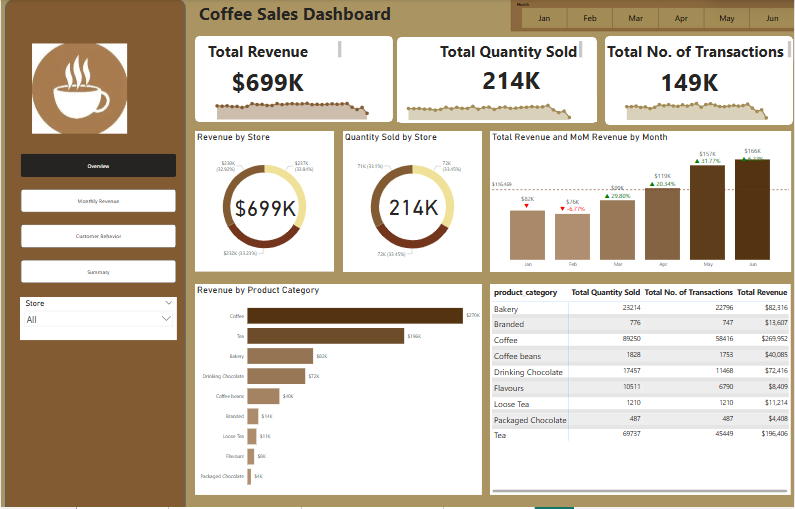 Coffee Sales Dashboard
Month
Jan Feb Mar Apr May Jun
Total Revenue
$699K
Total Quantity Sold
214K
Total No. of Transactions
149K
Overview
Monthly Revenue
Customer Behavior
Summary
Store
All
Revenue by Store
$230K
(32.92%)
$237K
(33.84%)
$699K
$232K (33.23%)
Quantity Sold by Store
71K (33.1%)
72K
(33.45%)
214K
72K (33.45%)
Total Revenue and MoM Revenue by Month
$116,469
$82K
▼
$76K
▼ -6.77%
$99K
▲ 29.80%
$119K
▲ 20.34%
$157K
▲ 31.77%
$166K
Jan Feb Mar Apr May Jun
Revenue by Product Category
Coffee $270K
Tea $196K
Bakery $82K
Drinking Chocolate $72K
Coffee beans $40K
Branded $14K
Loose Tea $11K
Flavours $8K
Packaged Chocolate $4K
product_category Total Quantity Sold Total No. of Transactions Total Revenue
Bakery 23214 22796 $82,316
Branded 776 747 $13,607
Coffee 89250 58416 $269,952
Coffee beans 1828 1753 $40,085
Drinking Chocolate 17457 11468 $72,416
Flavours 10511 6790 $8,409
Loose Tea 1210 1210 $11,214
Packaged Chocolate 487 487 $4,408
Tea 69737 45449 $196,406